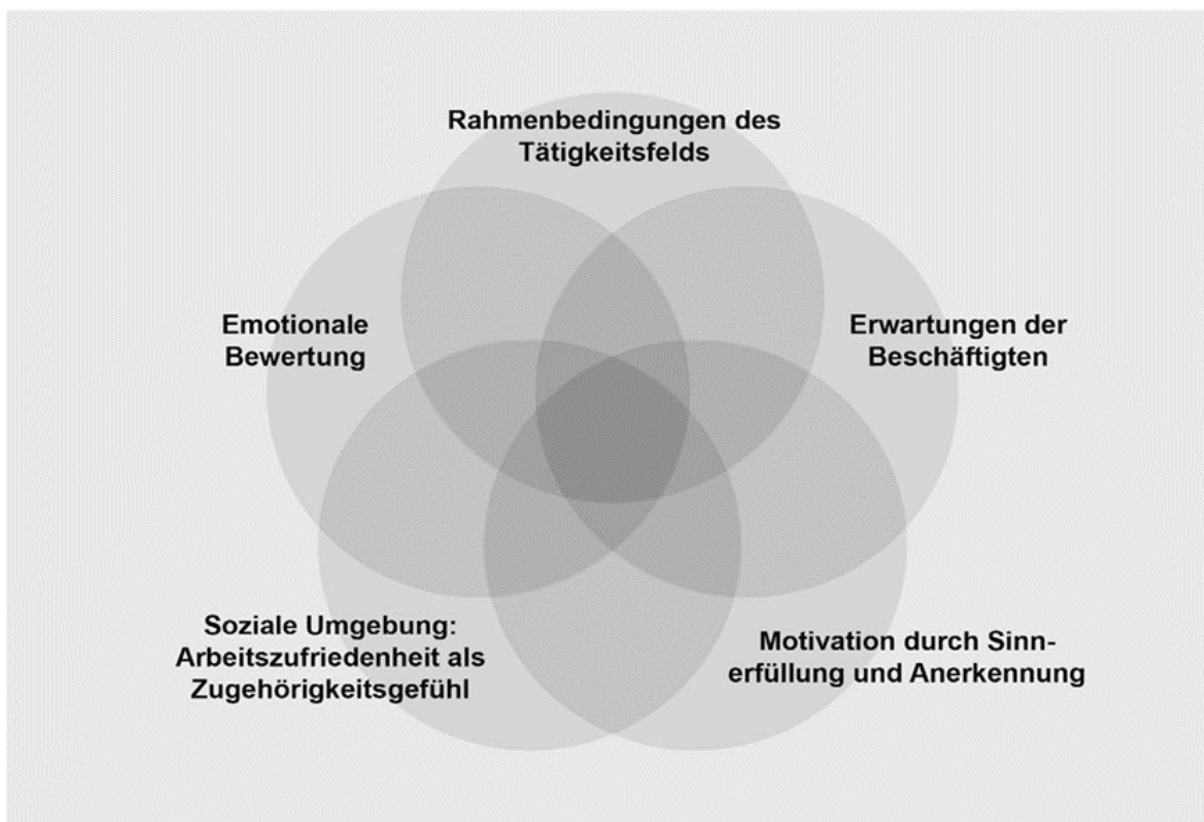 Rahmenbedingungen des
Tätigkeitsfelds
Emotionale
Bewertung
Erwartungen der
Beschäftigten
Soziale Umgebung:
Arbeitszufriedenheit als
Zugehörigkeitsgefühl
Motivation durch Sinn-
erfüllung und Anerkennung